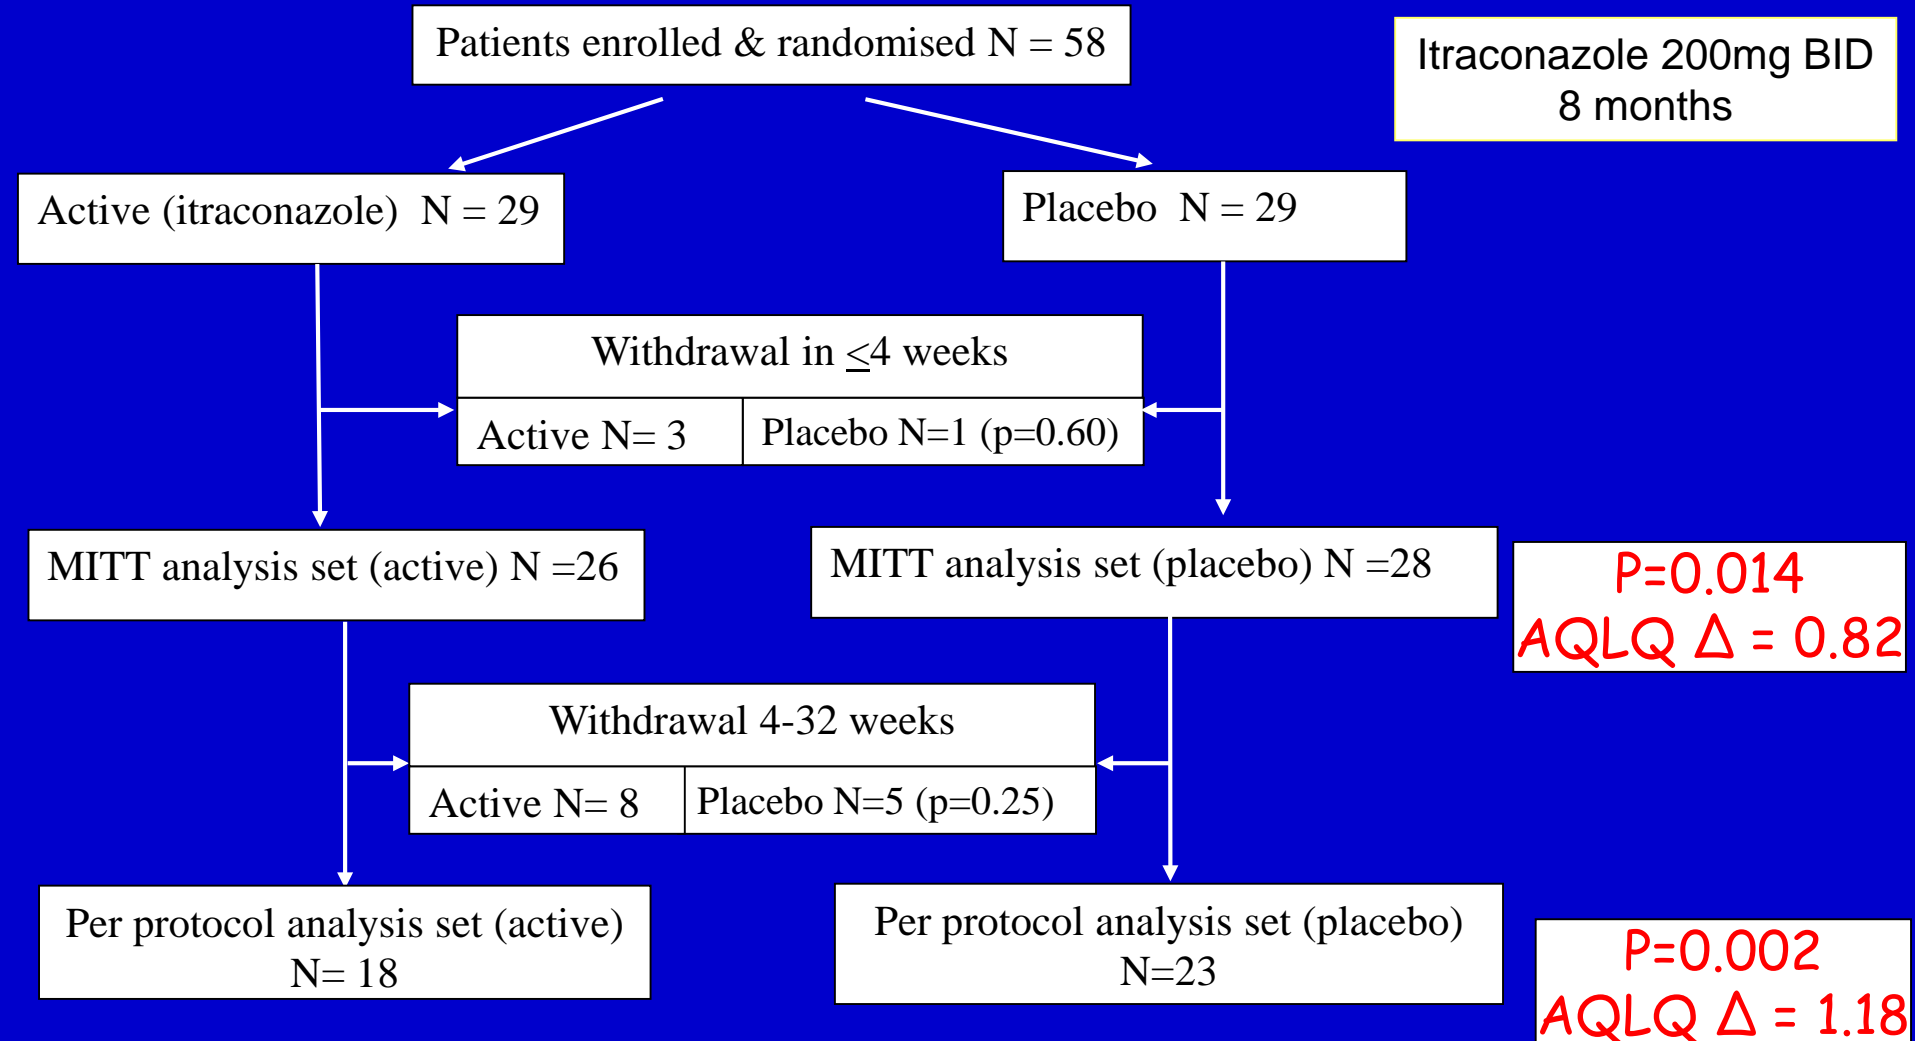 Patients enrolled & randomised N = 58
Itraconazole 200mg BID
8 months
Active (itraconazole) N = 29
Placebo N = 29
Withdrawal in ≤4 weeks
Active N= 3
Placebo N=1 (p=0.60)
MITT analysis set (active) N =26
MITT analysis set (placebo) N =28
P=0.014
AQLQ Δ = 0.82
Withdrawal 4-32 weeks
Active N= 8
Placebo N=5 (p=0.25)
Per protocol analysis set (active)
N= 18
Per protocol analysis set (placebo)
N=23
P=0.002
AQLQ Δ = 1.18